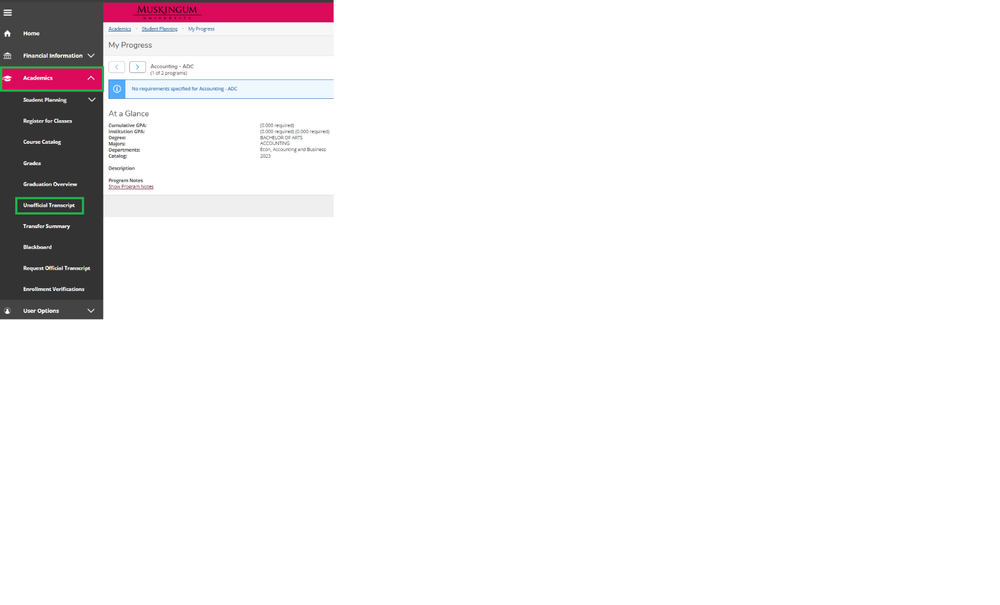 MUSKINGUM
UNIVERSITY
Home
Financial Information
Academics
Student Planning
Register for Classes
Course Catalog
Grades
Graduation Overview
Unofficial Transcript
Transfer Summary
Blackboard
Request Official Transcript
Enrollment Verifications
User Options
Academics · Student Planning · My Progress
My Progress
Accounting - ADC
(1 of 2 programs)
No requirements specified for Accounting - ADC
At a Glance
Cumulative GPA: (0.000 required)
Institution GPA: (0.000 required) (0.000 required)
Degree: BACHELOR OF ARTS
Majors: ACCOUNTING
Departments: Econ, Accounting and Business
Catalog: 2023
Description
Program Notes
Show Program Notes